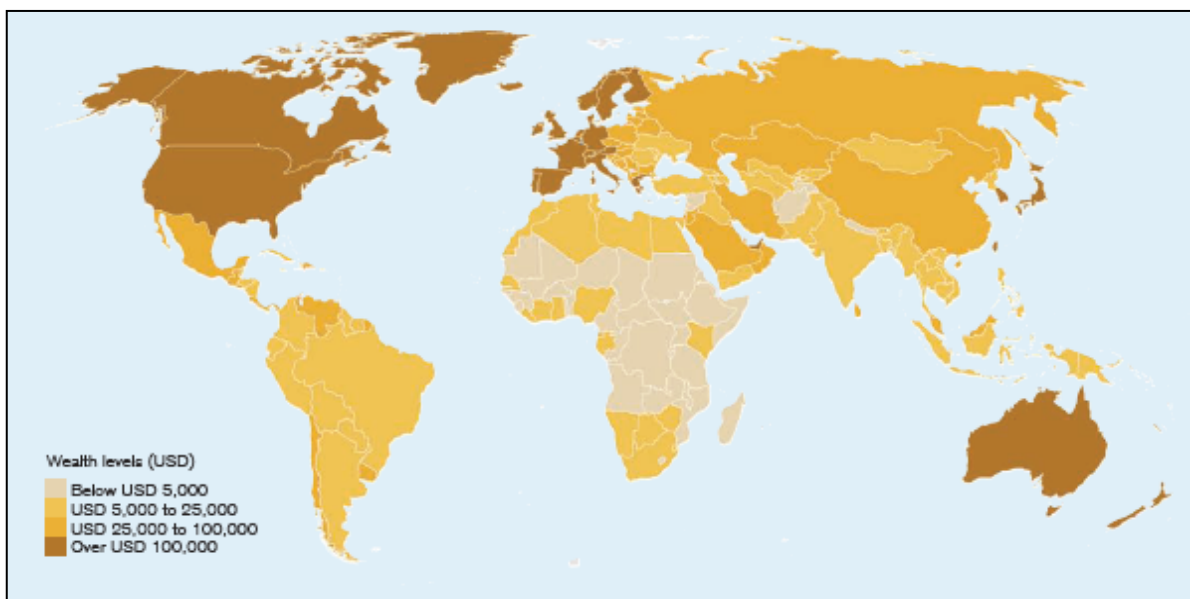 Wealth levels (USD)
Below USD 5,000
USD 5,000 to 25,000
USD 25,000 to 100,000
Over USD 100,000